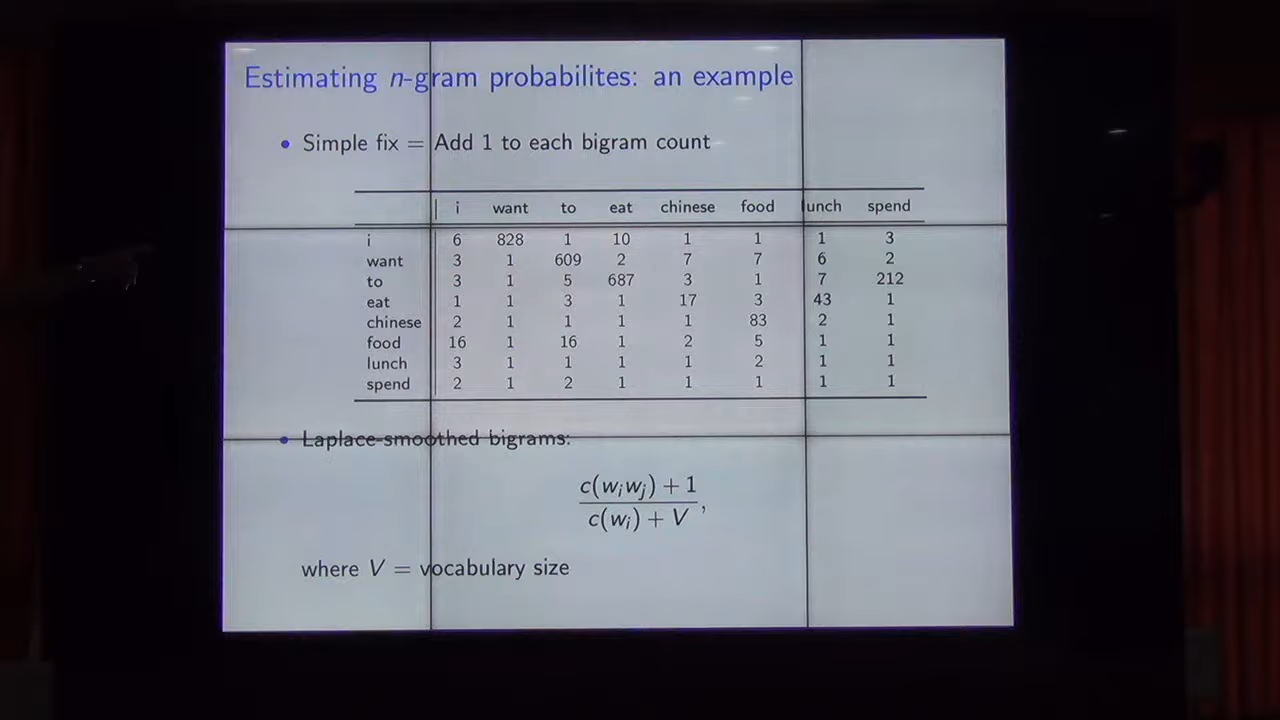 Estimating n-gram probabilites: an example
• Simple fix = Add 1 to each bigram count
i want to eat chinese food lunch spend
i 6 828 1 10 1 1 1 3
want 3 1 609 2 7 7 6 2
to 3 1 5 687 3 1 7 212
eat 1 1 3 1 17 3 43 1
chinese 2 1 1 1 1 83 2 1
food 16 1 16 1 2 5 1 1
lunch 3 1 1 1 1 2 1 1
spend 2 1 2 1 1 1 1 1
• Laplace-smoothed bigrams:
c(wᵢwⱼ) + 1
c(wᵢ) + V ,
where V = vocabulary size